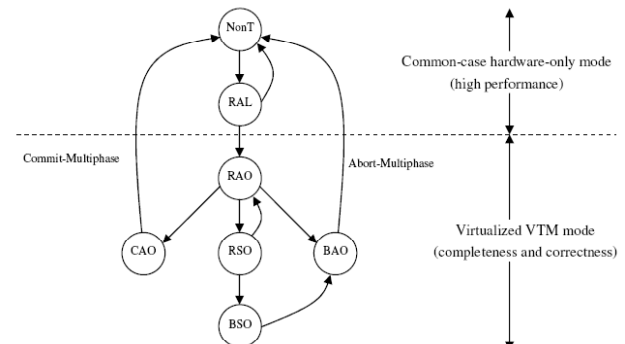 NonT
Common-case hardware-only mode
(high performance)
RAL
Commit-Multiphase
Abort-Multiphase
RAO
Virtualized VTM mode
(completeness and correctness)
CAO
RSO
BAO
BSO